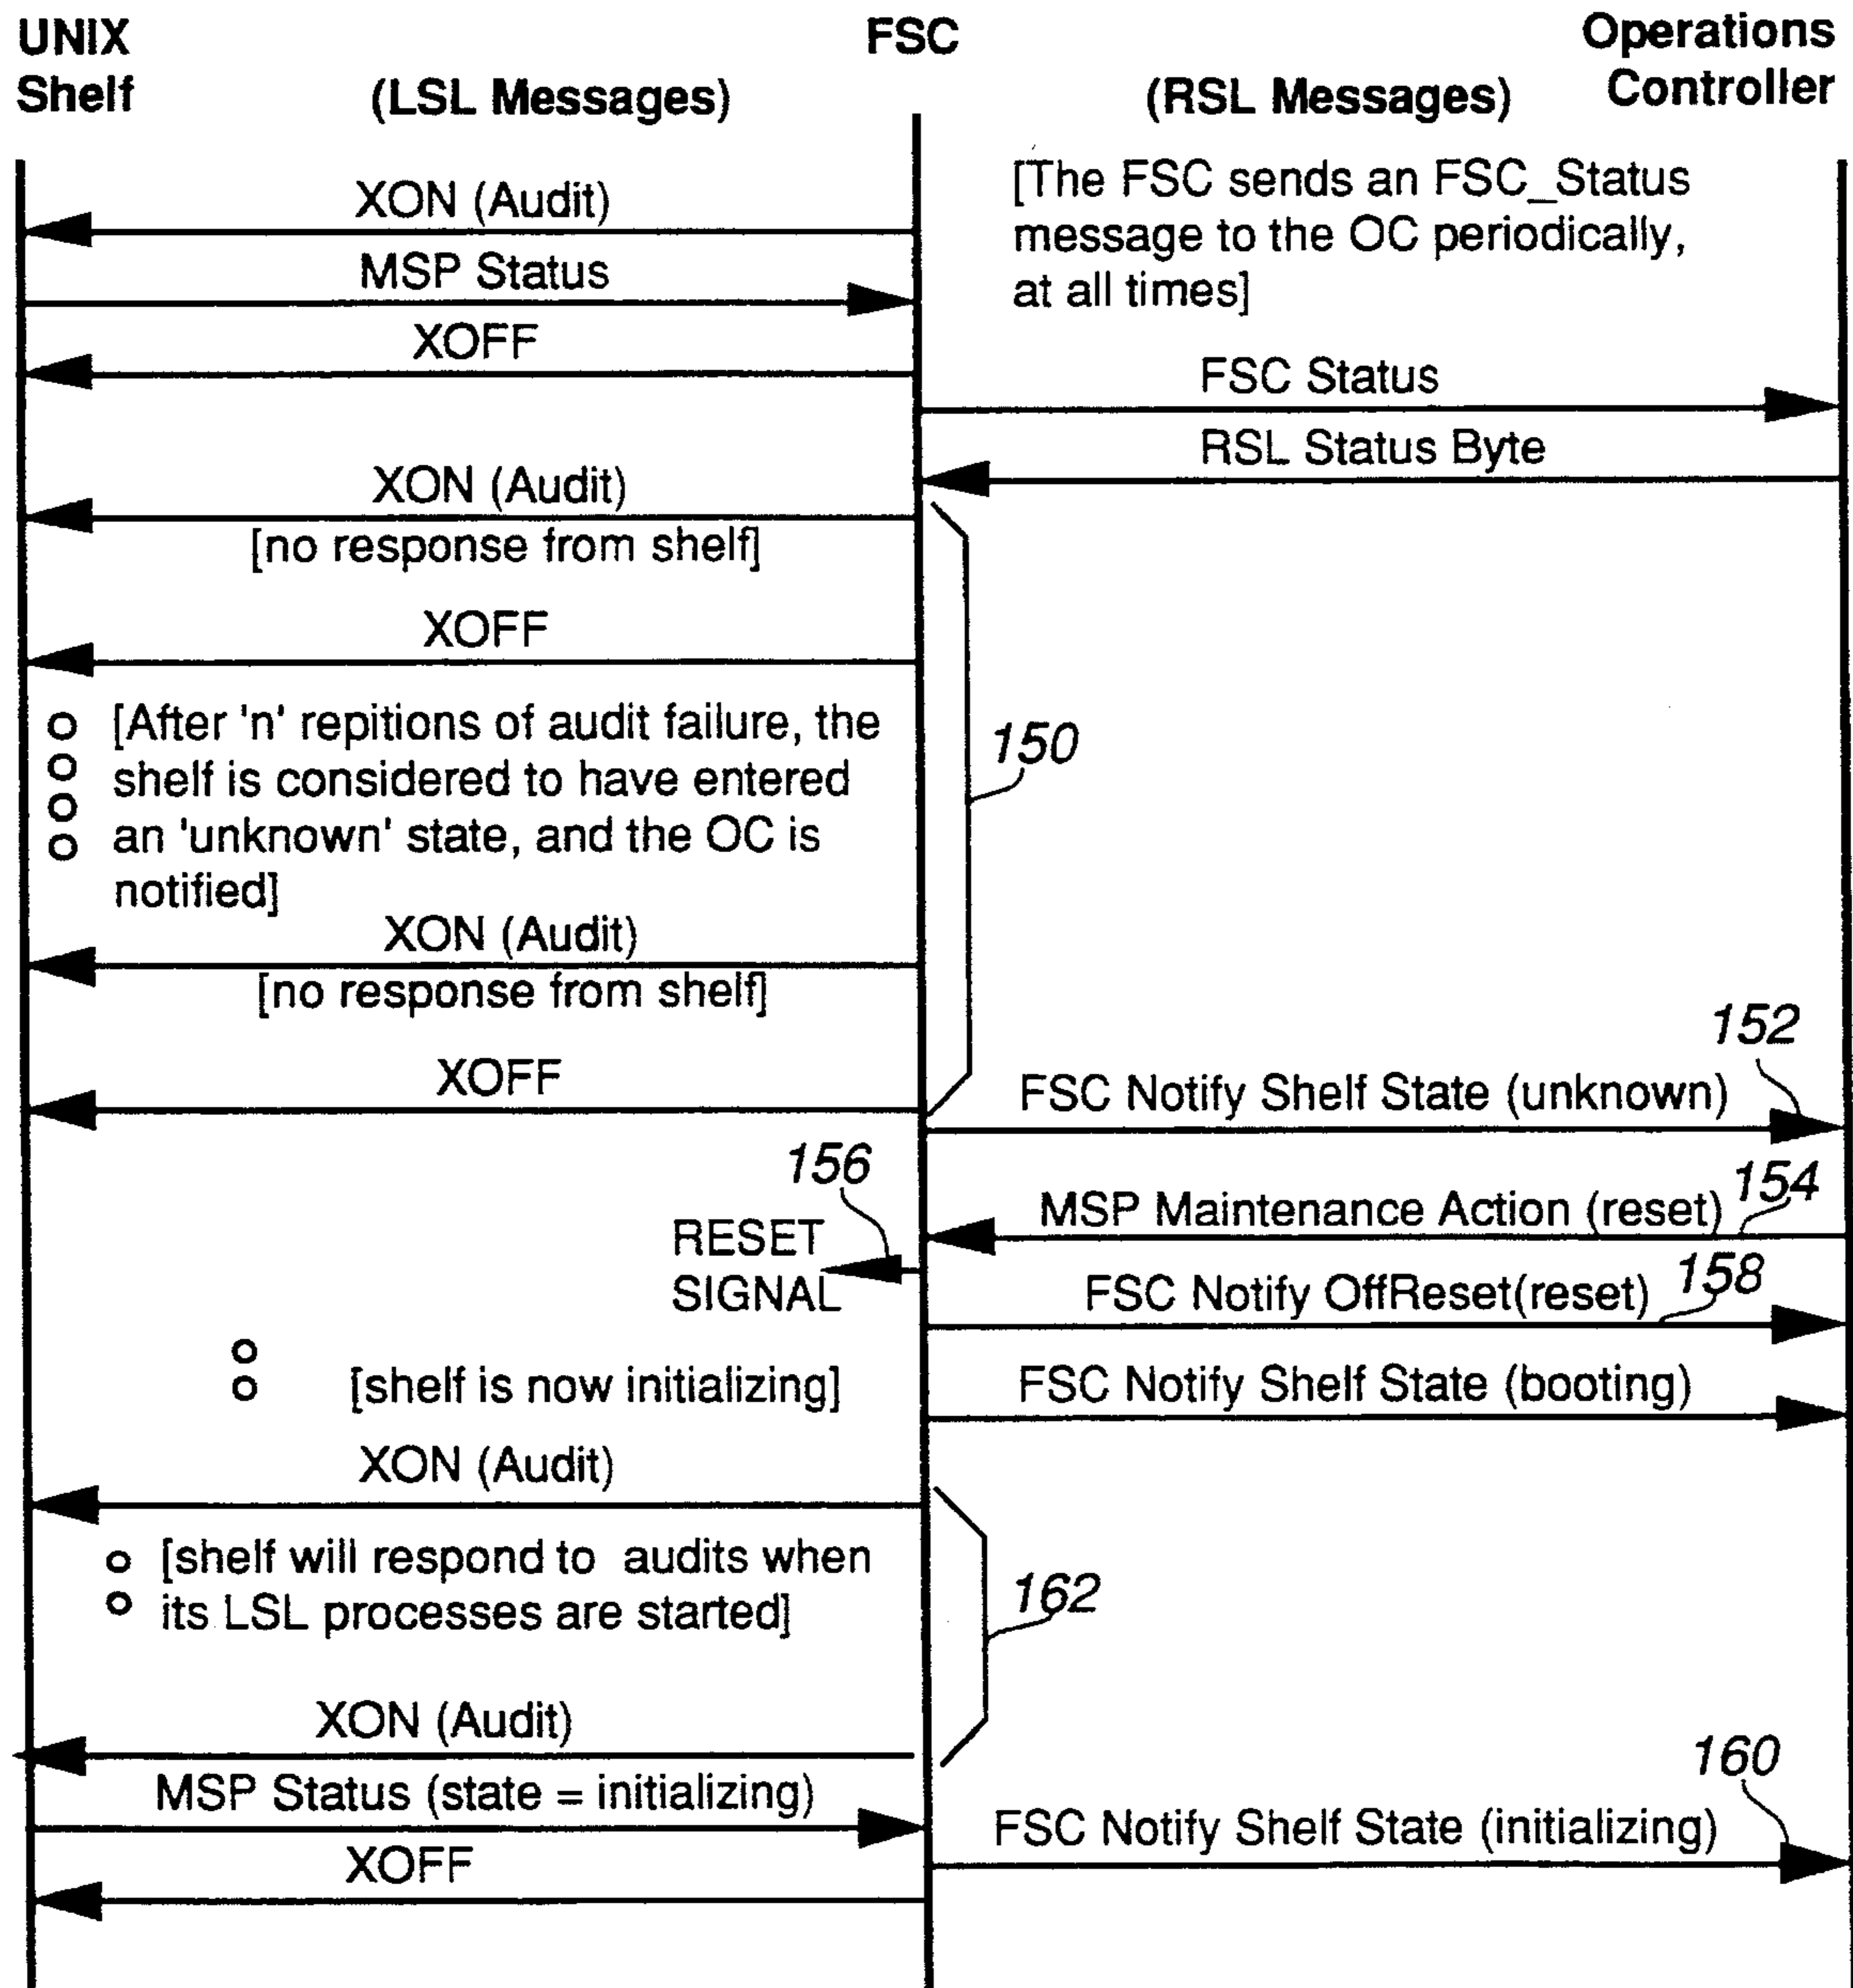 UNIX
Shelf
(LSL Messages)
FSC
(RSL Messages)
Operations
Controller
[The FSC sends an FSC_Status
message to the OC periodically,
at all times]
XON (Audit)
MSP Status
XOFF
FSC Status
RSL Status Byte
XON (Audit)
[no response from shelf]
XOFF
[After 'n' repitions of audit failure, the
shelf is considered to have entered
an 'unknown' state, and the OC is
notified]
150
XON (Audit)
[no response from shelf]
XOFF
152
FSC Notify Shelf State (unknown)
156
154
MSP Maintenance Action (reset)
RESET
SIGNAL
158
FSC Notify OffReset(reset)
[shelf is now initializing]
FSC Notify Shelf State (booting)
XON (Audit)
[shelf will respond to audits when
its LSL processes are started]
162
XON (Audit)
MSP Status (state = initializing)
160
FSC Notify Shelf State (initializing)
XOFF